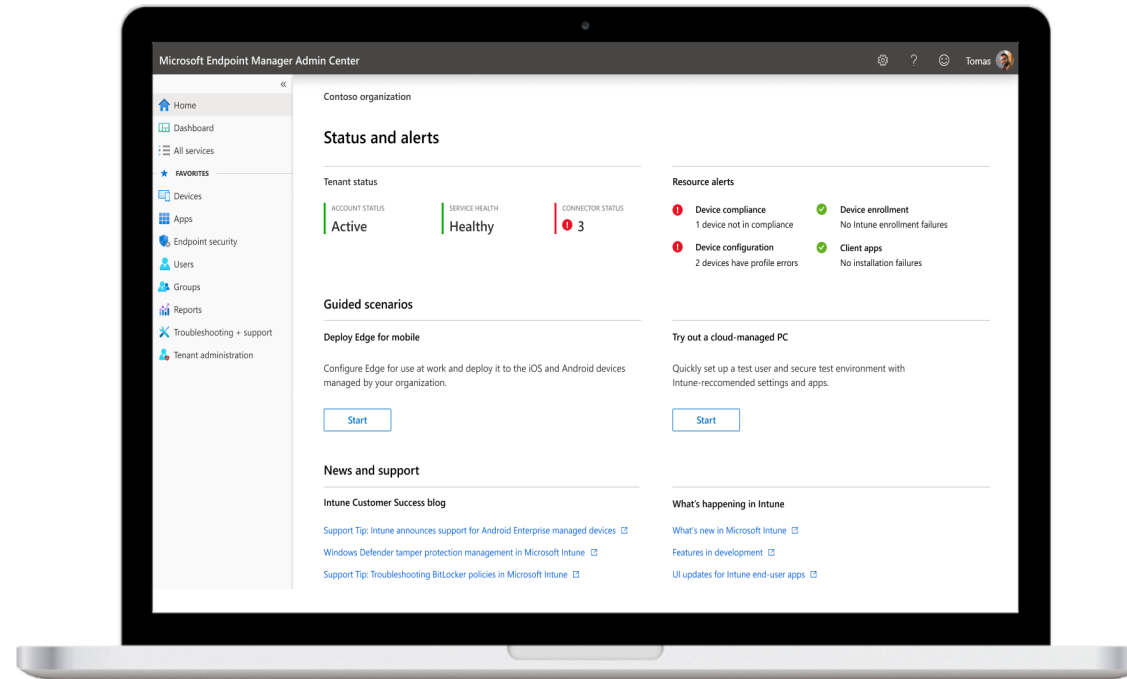 Microsoft Endpoint Manager Admin Center
?
Tomas
«
Home
Dashboard
All services
FAVORITES
Devices
Apps
Endpoint security
Users
Groups
Reports
Troubleshooting + support
Tenant administration
Contoso organization
Status and alerts
Tenant status
ACCOUNT STATUS
Active
SERVICE HEALTH
Healthy
CONNECTOR STATUS
3
Resource alerts
Device compliance
1 device not in compliance
Device enrollment
No Intune enrollment failures
Device configuration
2 devices have profile errors
Client apps
No installation failures
Guided scenarios
Deploy Edge for mobile
Configure Edge for use at work and deploy it to the iOS and Android devices
managed by your organization.
Start
Try out a cloud-managed PC
Quickly set up a test user and secure test environment with
Intune-reccomended settings and apps.
Start
News and support
Intune Customer Success blog
Support Tip: Intune announces support for Android Enterprise managed devices
Windows Defender tamper protection management in Microsoft Intune
Support Tip: Troubleshooting BitLocker policies in Microsoft Intune
What's happening in Intune
What's new in Microsoft Intune
Features in development
UI updates for Intune end-user apps